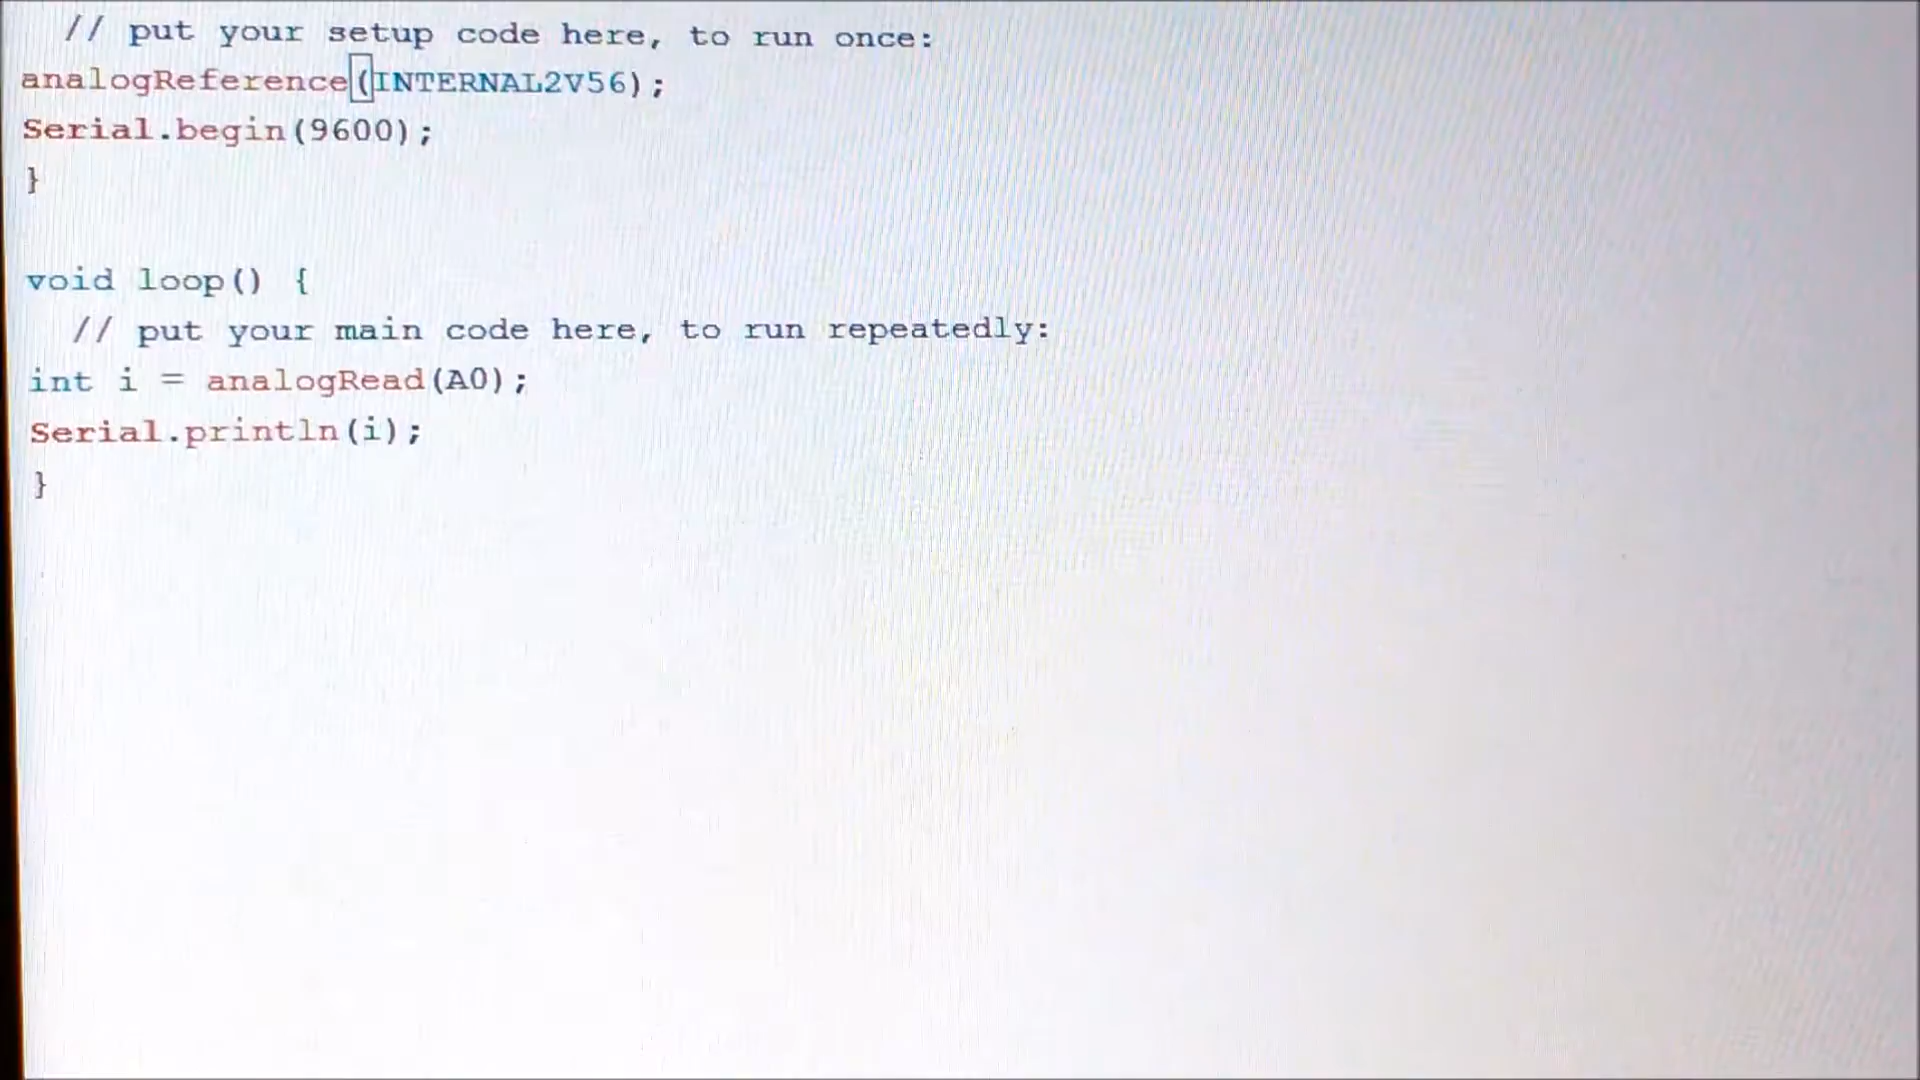 // put your setup code here, to run once:
analogReference(INTERNAL2V56);
Serial.begin(9600);
}
void loop() {
// put your main code here, to run repeatedly:
int i = analogRead(A0);
Serial.println(i);
}